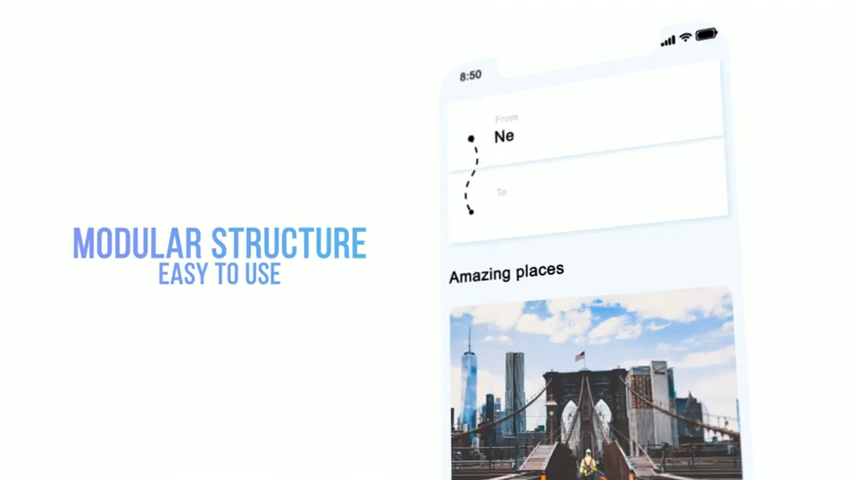 MODULAR STRUCTURE
EASY TO USE
8:50
From
Ne
To
Amazing places